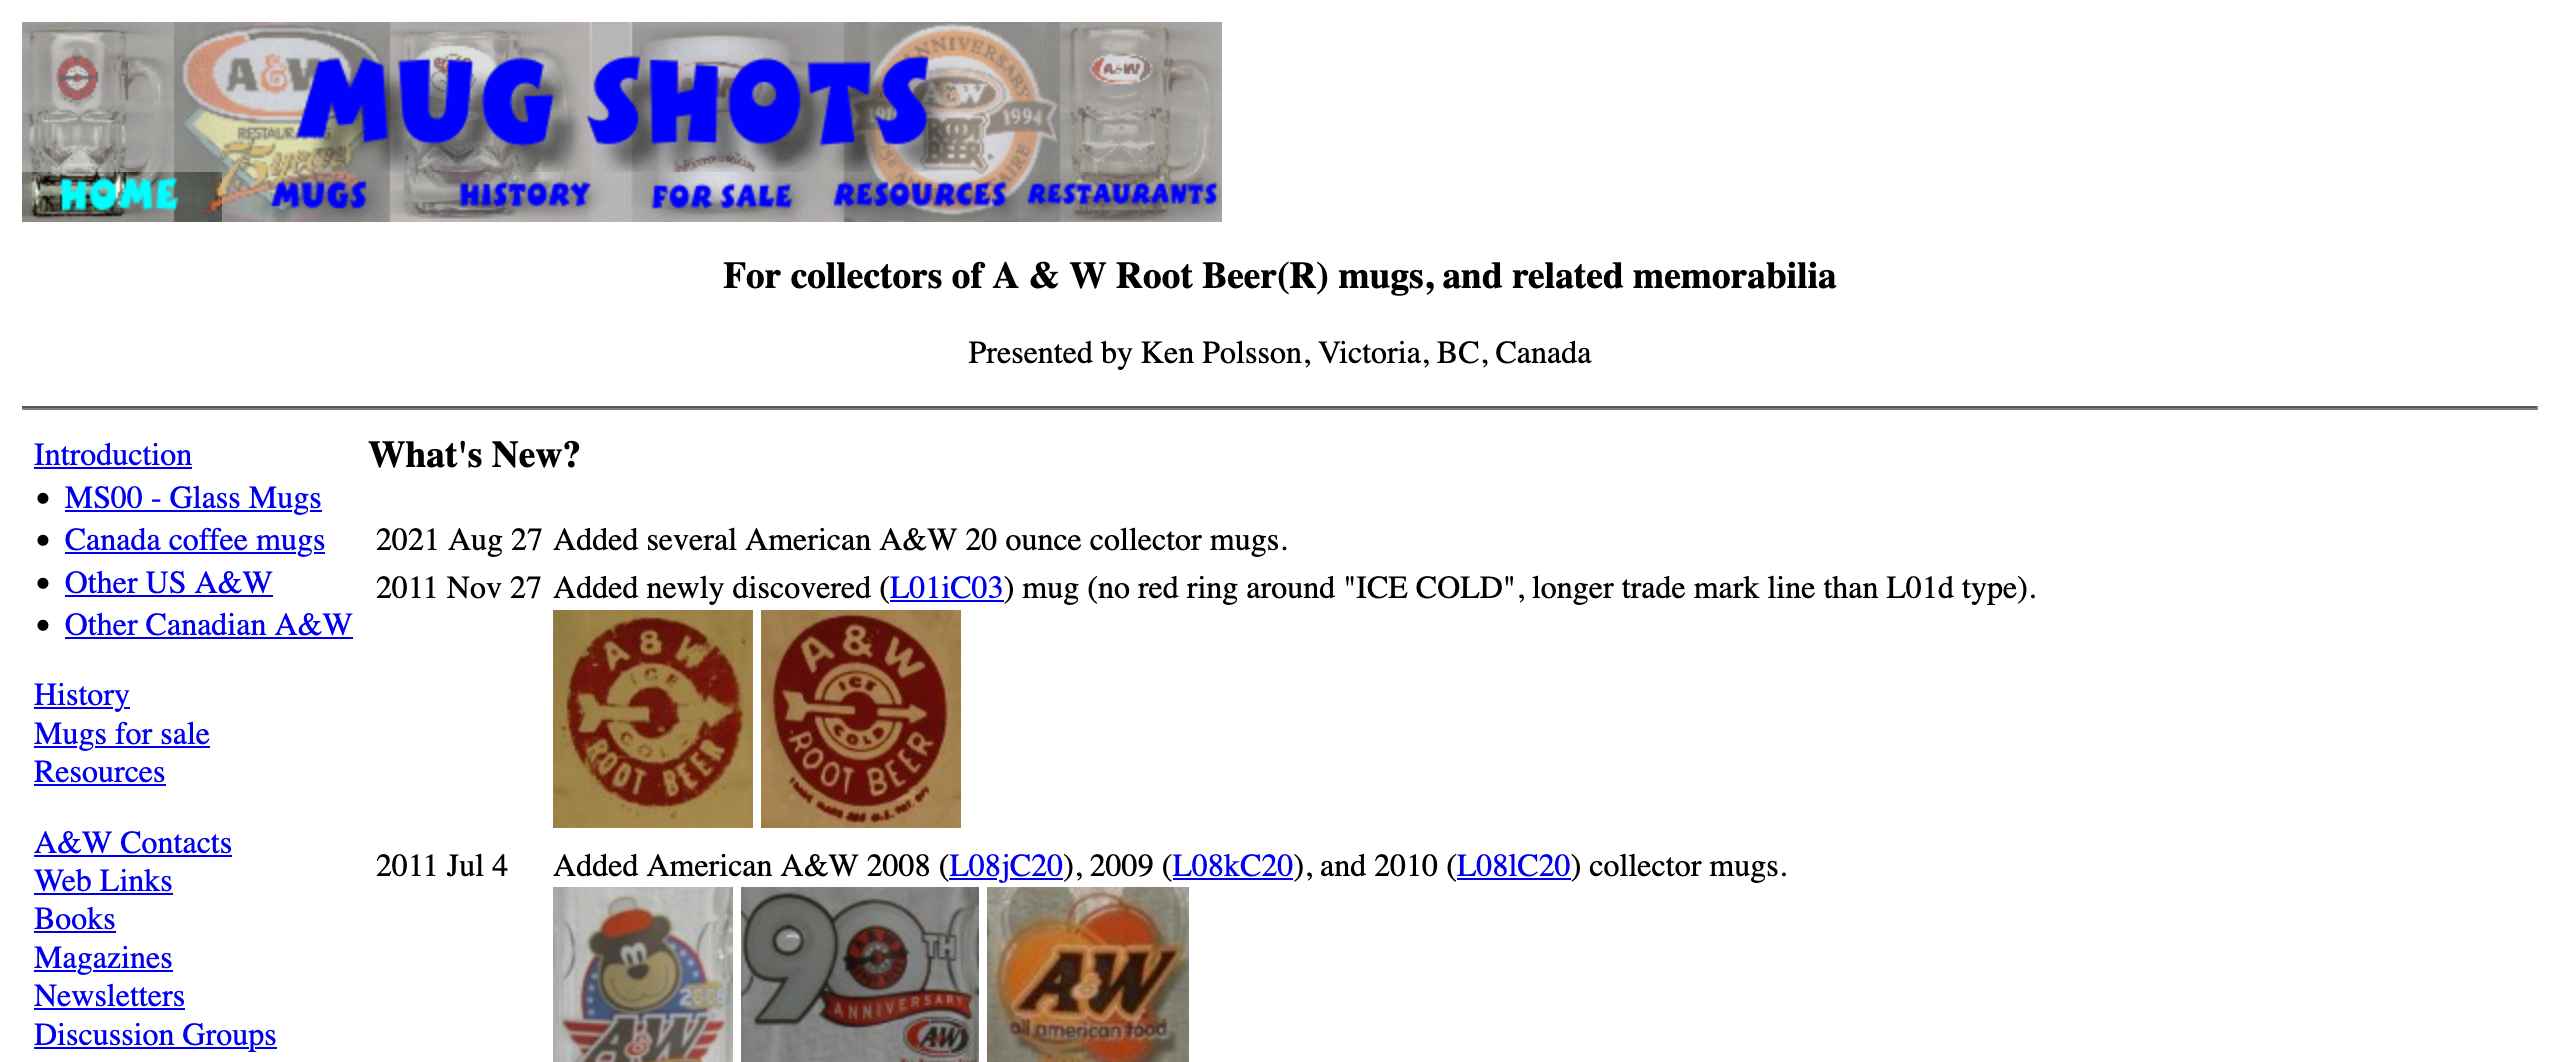 MUG SHOTS
HOME MUGS HISTORY FOR SALE RESOURCES RESTAURANTS
For collectors of A & W Root Beer(R) mugs, and related memorabilia
Presented by Ken Polsson, Victoria, BC, Canada
Introduction
• MS00 - Glass Mugs
• Canada coffee mugs
• Other US A&W
• Other Canadian A&W
History
Mugs for sale
Resources
A&W Contacts
Web Links
Books
Magazines
Newsletters
Discussion Groups
What's New?
2021 Aug 27 Added several American A&W 20 ounce collector mugs.
2011 Nov 27 Added newly discovered (L01iC03) mug (no red ring around "ICE COLD", longer trade mark line than L01d type).
A & W
ICE
COLD
ROOT BEER
A & W
ICE
COLD
ROOT BEER
2011 Jul 4 Added American A&W 2008 (L08jC20), 2009 (L08kC20), and 2010 (L08lC20) collector mugs.
A&W
90TH
ANNIVERSARY
A&W
A&W
all american food